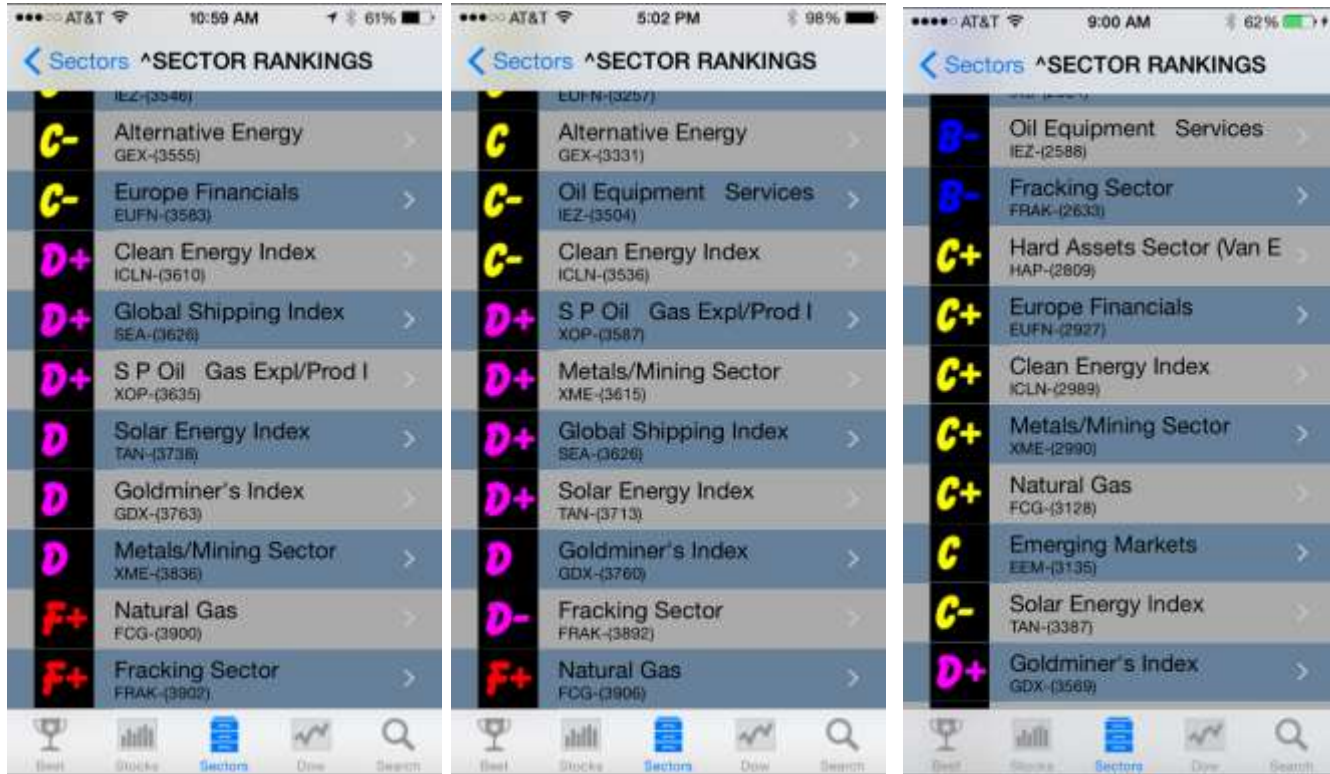 AT&T 10:59 AM 61%
Sectors ^SECTOR RANKINGS
IEZ-(3546)
C- Alternative Energy
GEX-(3555)
C- Europe Financials
EUFN-(3583)
D+ Clean Energy Index
ICLN-(3610)
D+ Global Shipping Index
SEA-(3626)
D+ S P Oil Gas Expl/Prod I
XOP-(3635)
D Solar Energy Index
TAN-(3738)
D Goldminer's Index
GDX-(3763)
D Metals/Mining Sector
XME-(3836)
F+ Natural Gas
FCG-(3900)
F+ Fracking Sector
FRAK-(3902)
Best Stocks Sectors Dow Search
AT&T 5:02 PM 98%
Sectors ^SECTOR RANKINGS
EUFN-(3257)
C Alternative Energy
GEX-(3331)
C- Oil Equipment Services
IEZ-(3504)
C- Clean Energy Index
ICLN-(3536)
D+ S P Oil Gas Expl/Prod I
XOP-(3587)
D+ Metals/Mining Sector
XME-(3615)
D+ Global Shipping Index
SEA-(3626)
D+ Solar Energy Index
TAN-(3713)
D Goldminer's Index
GDX-(3760)
D- Fracking Sector
FRAK-(3892)
F+ Natural Gas
FCG-(3906)
Best Stocks Sectors Dow Search
AT&T 9:00 AM 62%
Sectors ^SECTOR RANKINGS
B- Oil Equipment Services
IEZ-(2588)
B- Fracking Sector
FRAK-(2633)
C+ Hard Assets Sector (Van E
HAP-(2809)
C+ Europe Financials
EUFN-(2927)
C+ Clean Energy Index
ICLN-(2989)
C+ Metals/Mining Sector
XME-(2990)
C+ Natural Gas
FCG-(3128)
C Emerging Markets
EEM-(3135)
C- Solar Energy Index
TAN-(3387)
D+ Goldminer's Index
GDX-(3569)
Best Stocks Sectors Dow Search